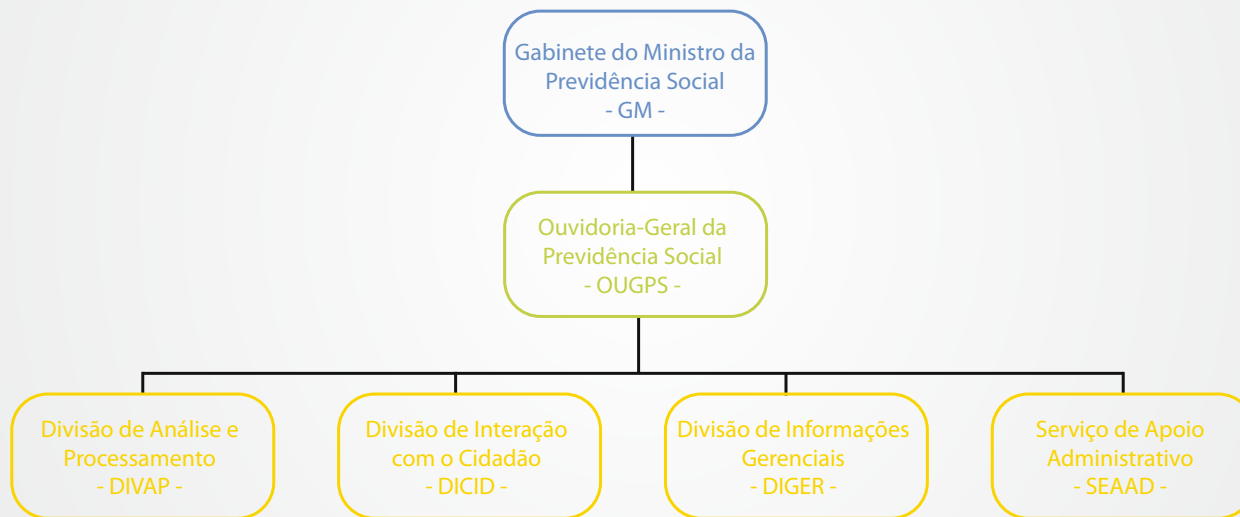 Gabinete do Ministro da
Previdência Social
- GM -
Ouvidoria-Geral da
Previdência Social
- OUGPS -
Divisão de Análise e
Processamento
- DIVAP -
Divisão de Interação
com o Cidadão
- DICID -
Divisão de Informações
Gerenciais
- DIGER -
Serviço de Apoio
Administrativo
- SEAAD -